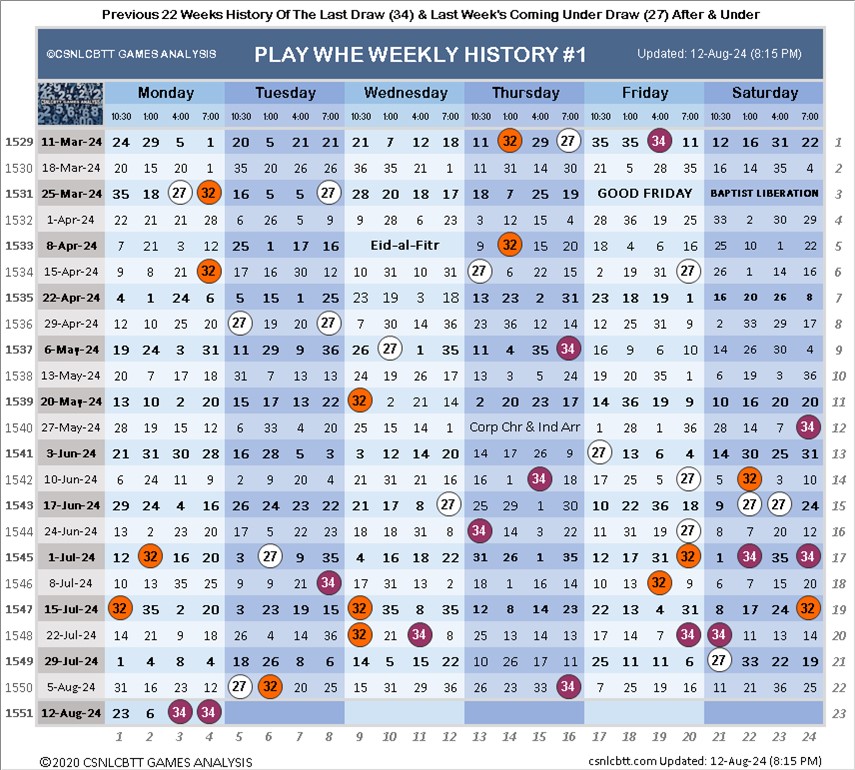 Previous 22 Weeks History Of The Last Draw (34) & Last Week's Coming Under Draw (27) After & Under
©CSNLCBTT GAMES ANALYSIS PLAY WHE WEEKLY HISTORY #1 Updated: 12-Aug-24 (8:15 PM)
CSNLCBTT GAMES ANALYSIS Monday Tuesday Wednesday Thursday Friday Saturday
10:30 1:00 4:00 7:00 10:30 1:00 4:00 7:00 10:30 1:00 4:00 7:00 10:30 1:00 4:00 7:00 10:30 1:00 4:00 7:00 10:30 1:00 4:00 7:00
1529 11-Mar-24 24 29 5 1 20 5 21 21 21 7 12 18 11 32 29 27 35 35 34 11 12 16 31 22 1
1530 18-Mar-24 20 15 20 1 35 20 26 26 36 35 21 1 11 31 14 30 21 5 28 35 16 14 35 4 2
1531 25-Mar-24 35 18 27 32 16 5 5 27 28 20 18 17 18 7 25 19 GOOD FRIDAY BAPTIST LIBERATION 3
1532 1-Apr-24 22 21 21 28 6 26 5 9 9 28 6 23 3 12 5 4 28 36 19 25 33 2 30 29 4
1533 8-Apr-24 7 21 3 12 25 1 17 16 Eid-al-Fitr 9 32 15 20 18 4 6 16 25 10 1 22 5
1534 15-Apr-24 9 8 21 32 17 16 30 12 10 31 10 31 27 6 22 15 2 19 31 27 26 1 14 16 6
1535 22-Apr-24 4 1 24 6 5 15 1 25 23 19 3 18 13 23 2 31 23 18 19 1 16 20 26 8 7
1536 29-Apr-24 12 10 25 20 27 19 8 27 7 30 14 36 23 36 12 14 12 25 31 9 2 33 29 17 8
1537 6-May-24 19 24 3 31 11 29 9 36 26 27 1 35 11 4 35 34 16 9 6 10 14 26 30 4 9
1538 13-May-24 20 7 17 18 31 7 13 13 24 19 26 17 13 3 5 24 19 20 35 1 6 19 3 36 10
1539 20-May-24 13 10 2 20 15 17 13 22 32 2 21 14 2 20 23 17 14 36 19 9 10 16 20 20 11
1540 27-May-24 28 19 15 12 6 33 4 20 25 15 31 12 Corp Chr & Ind Arr 1 28 1 36 28 14 7 34 12
1541 3-Jun-24 21 31 30 28 16 28 5 3 3 12 14 20 14 17 26 9 27 13 6 4 14 30 25 31 13
1542 10-Jun-24 6 24 11 9 2 9 20 4 21 31 21 16 4 15 34 18 17 35 20 27 5 32 3 10 14
1543 17-Jun-24 29 24 4 16 26 24 23 22 21 17 8 27 25 29 1 30 10 22 36 18 9 27 27 24 15
1544 24-Jun-24 13 2 23 20 17 5 22 23 18 18 31 8 34 14 3 22 11 19 31 27 8 7 20 12 16
1545 1-Jul-24 12 32 16 20 3 27 9 35 4 16 18 22 31 26 1 35 12 17 31 32 1 34 35 34 17
1546 8-Jul-24 10 13 35 25 9 9 21 34 17 31 13 2 18 1 16 14 10 13 32 9 6 7 15 20 18
1547 15-Jul-24 32 35 2 20 3 23 19 15 32 35 8 35 12 8 14 23 22 13 4 31 8 17 24 32 19
1548 22-Jul-24 14 21 9 18 26 4 14 36 32 21 34 8 25 13 14 13 17 14 7 34 34 11 13 14 20
1549 29-Jul-24 1 4 8 4 18 26 8 6 14 5 15 22 10 26 17 11 25 11 11 6 27 33 22 19 21
1550 5-Aug-24 31 16 23 12 27 32 20 25 15 31 29 36 26 23 33 34 7 25 19 16 11 21 36 25 22
1551 12-Aug-24 23 6 34 34 23
1 2 3 4 5 6 7 8 9 10 11 12 13 14 15 16 17 18 19 20 21 22 23 24
©2020 CSNLCBTT GAMES ANALYSIS csnlcbtt.com Updated: 12-Aug-24 (8:15 PM)